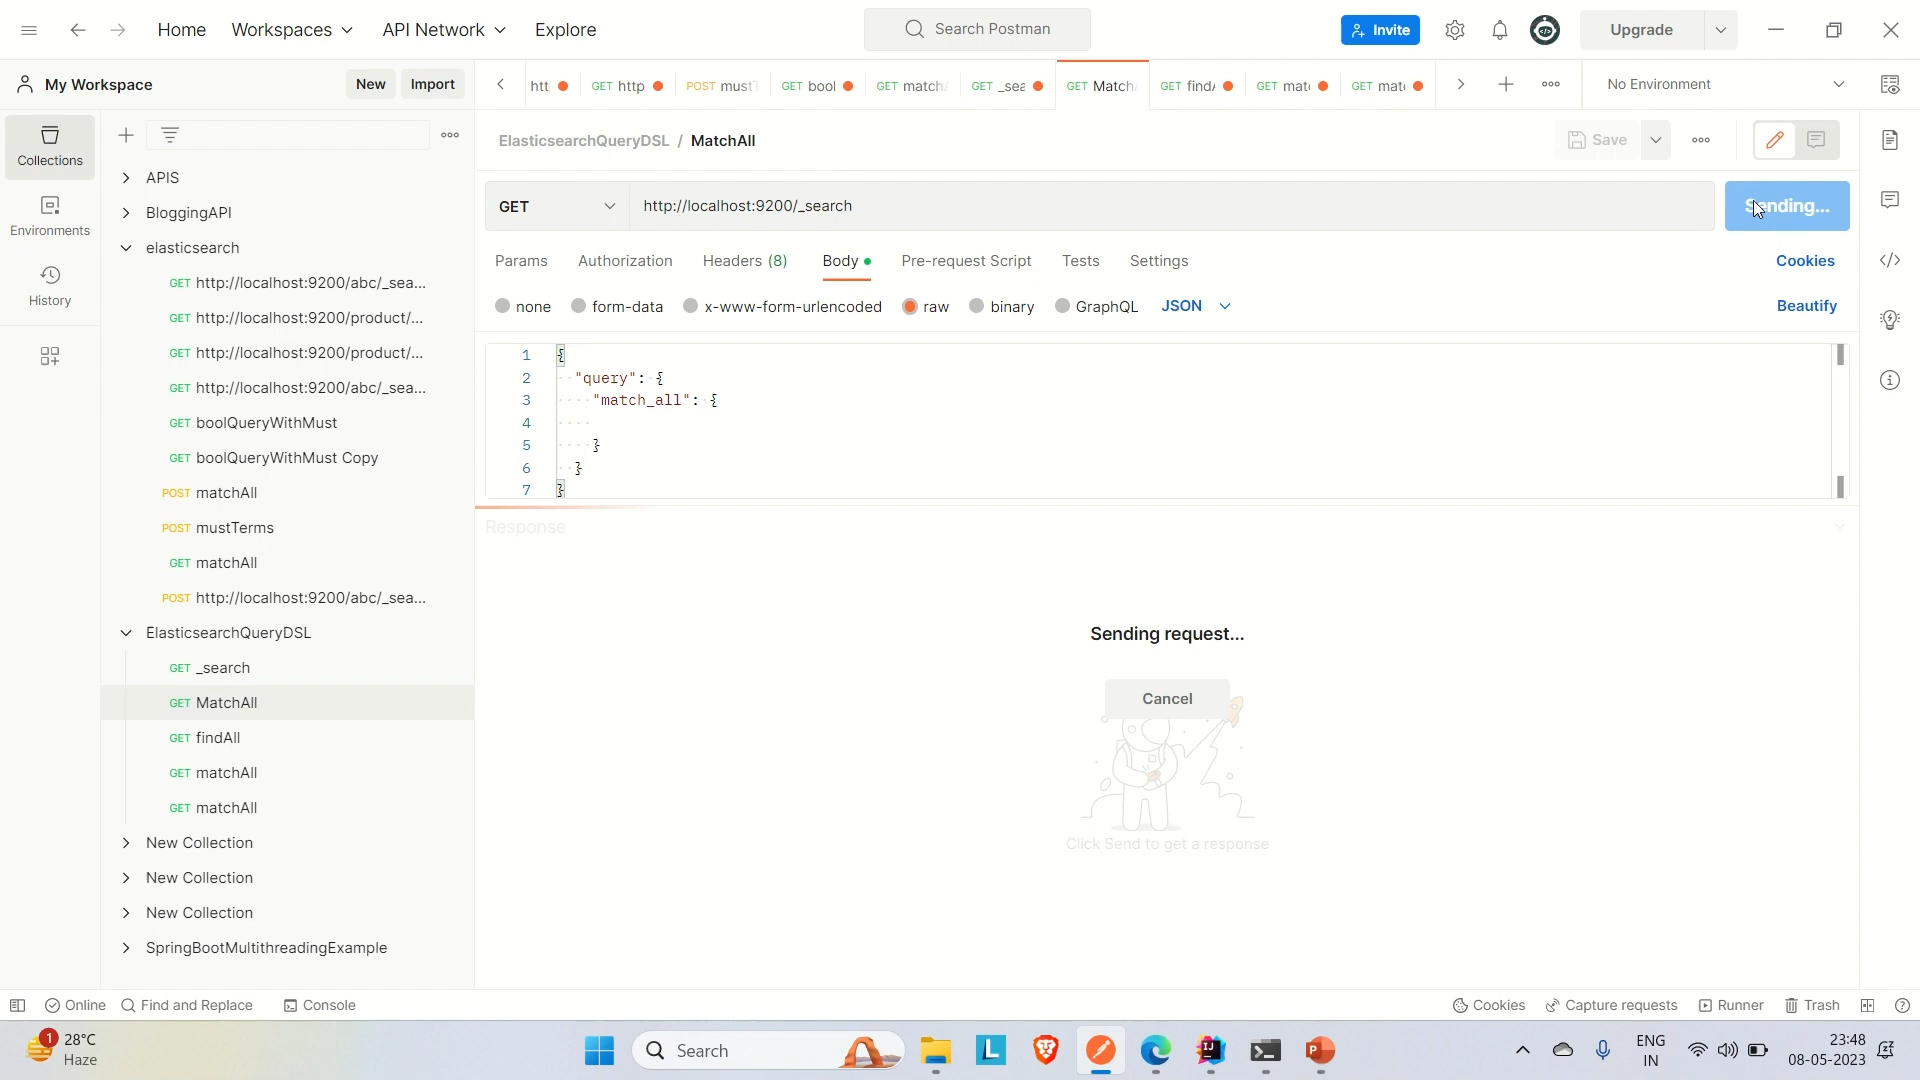 Home
Workspaces
API Network
Explore
Search Postman
Invite
Upgrade
My Workspace
New
Import
htt
GET http
POST must
GET bool
GET match
GET _sea
GET Match
GET find
GET mat
GET mat
No Environment
Collections
Environments
History
APIS
BloggingAPI
elasticsearch
GET http://localhost:9200/abc/_sea...
GET http://localhost:9200/product/...
GET http://localhost:9200/product/...
GET http://localhost:9200/abc/_sea...
GET boolQueryWithMust
GET boolQueryWithMust Copy
POST matchAll
POST mustTerms
GET matchAll
POST http://localhost:9200/abc/_sea...
ElasticsearchQueryDSL
GET _search
GET MatchAll
GET findAll
GET matchAll
GET matchAll
New Collection
New Collection
New Collection
SpringBootMultithreadingExample
ElasticsearchQueryDSL / MatchAll
Save
GET
http://localhost:9200/_search
Sending...
Params
Authorization
Headers (8)
Body
Pre-request Script
Tests
Settings
Cookies
none
form-data
x-www-form-urlencoded
raw
binary
GraphQL
JSON
Beautify
1 {
2 "query": {
3 "match_all": {
4
5 }
6 }
7 }
Response
Sending request...
Cancel
Click Send to get a response
Online
Find and Replace
Console
Cookies
Capture requests
Runner
Trash
1
28°C
Haze
Search
L
IJ
P
ENG
IN
23:48
08-05-2023